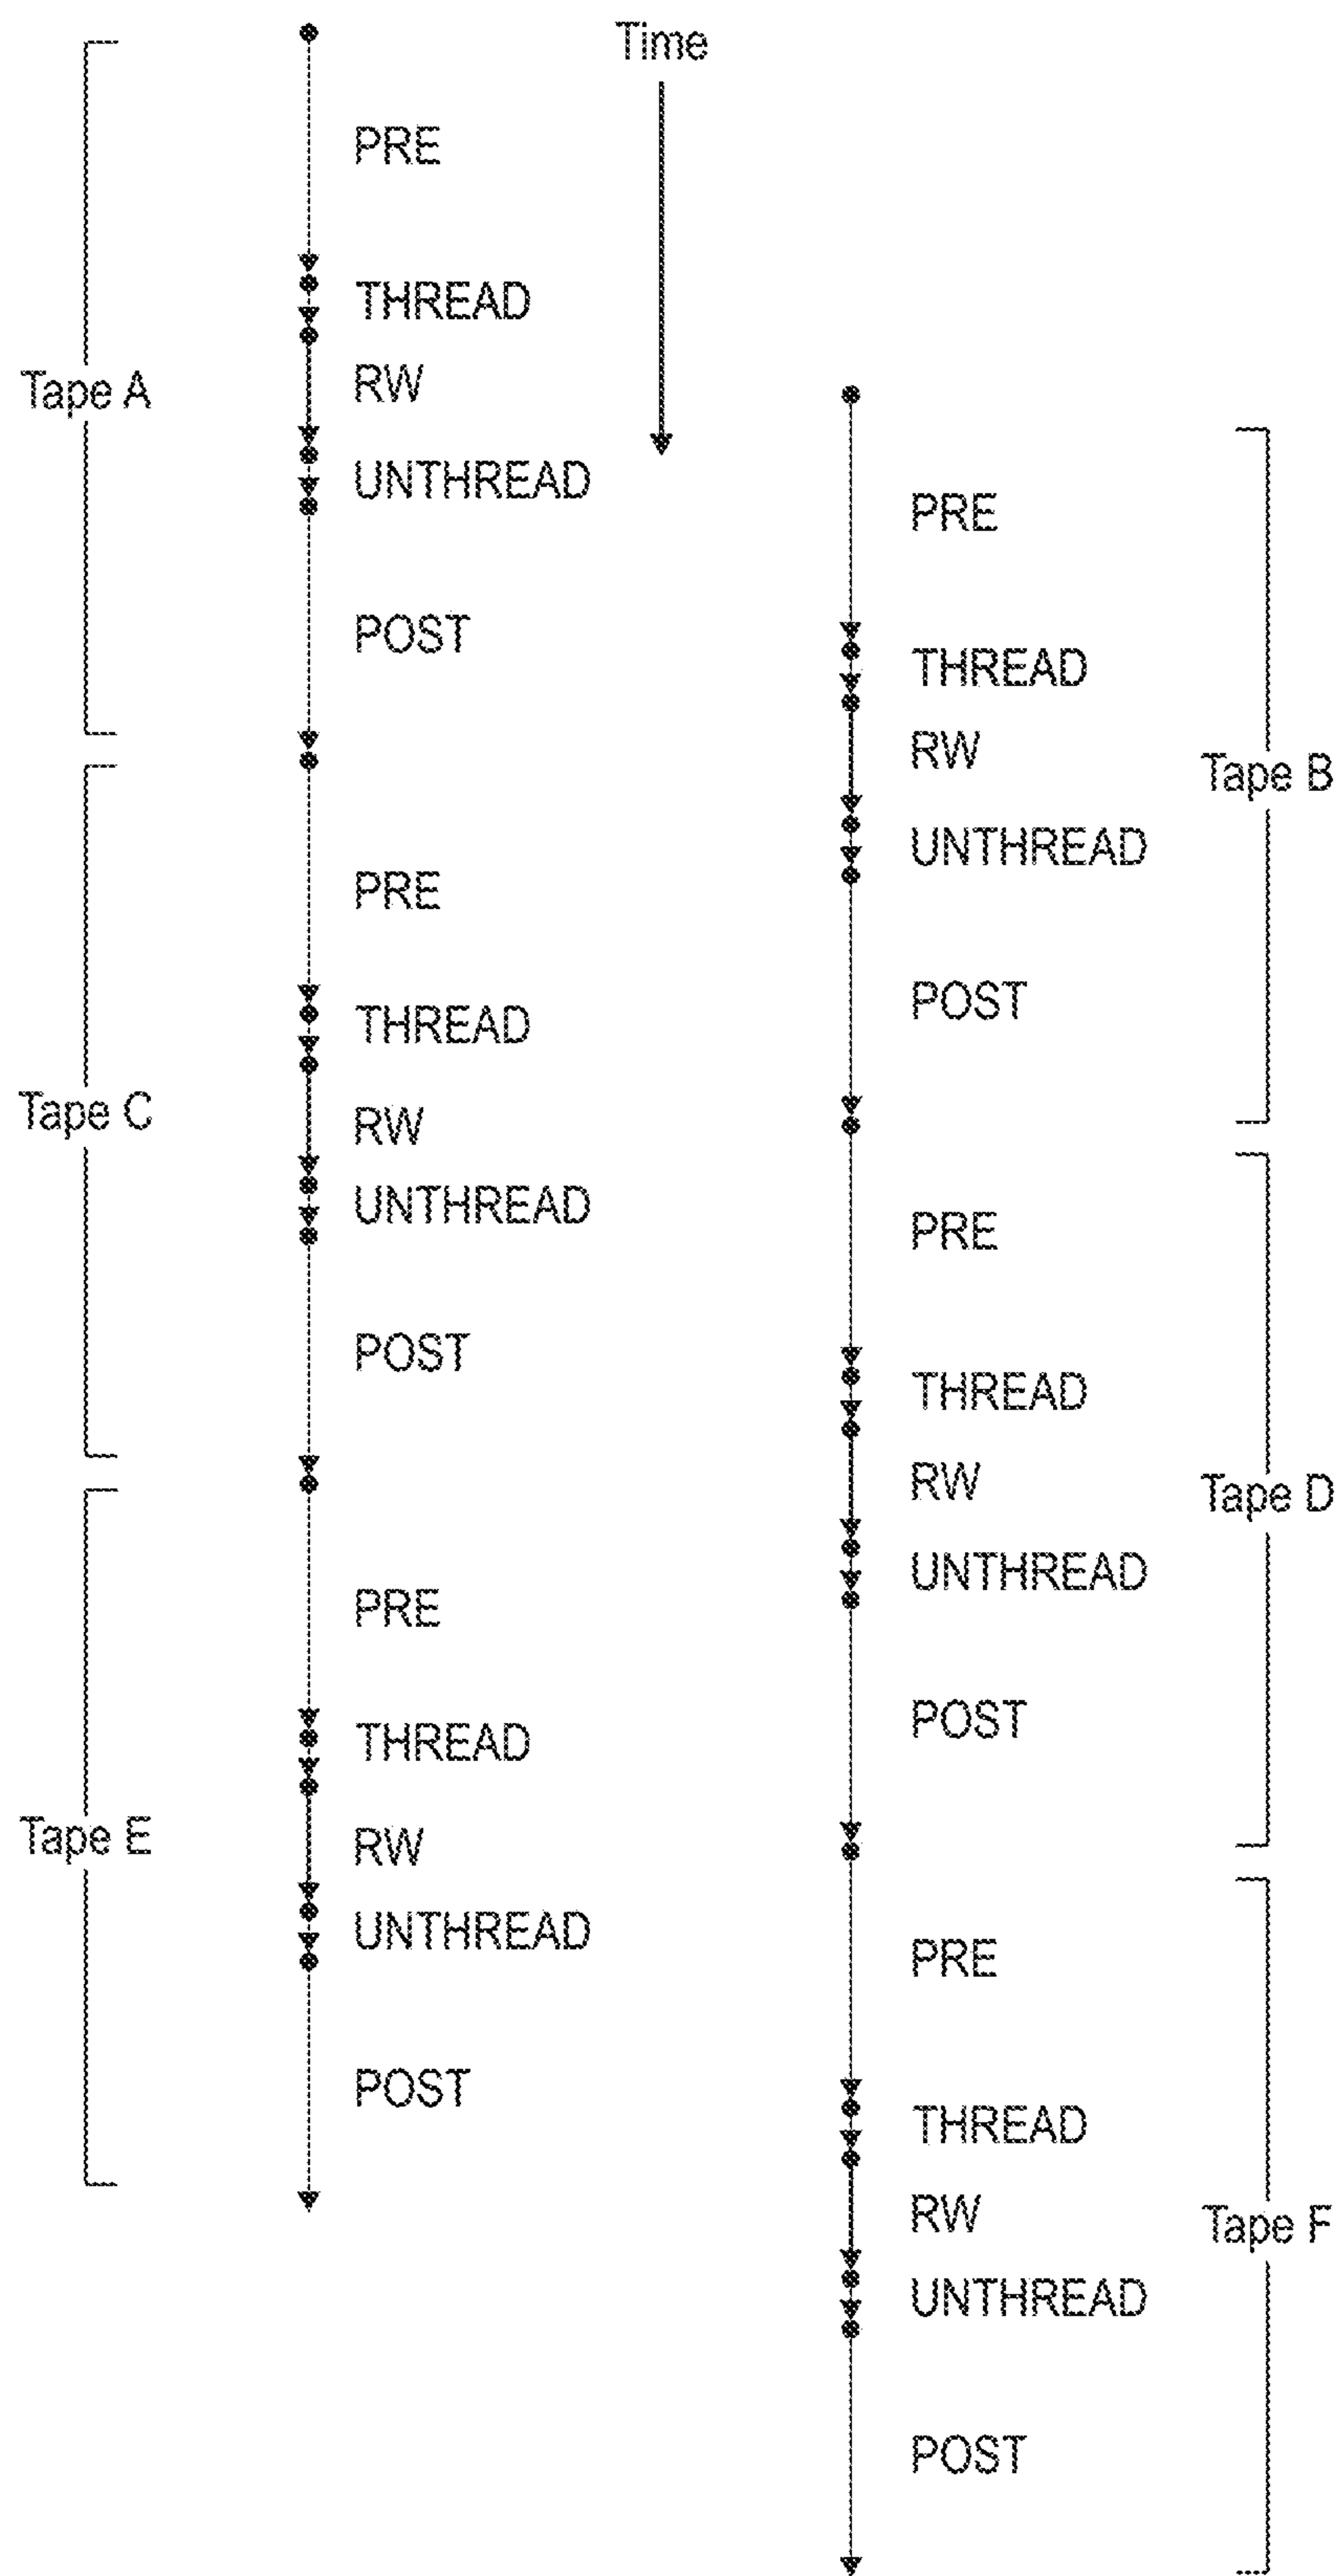 Time
PRE
THREAD
Tape A
RW
UNTHREAD
POST
PRE
THREAD
RW
Tape B
UNTHREAD
POST
PRE
THREAD
Tape C
RW
UNTHREAD
POST
PRE
THREAD
RW
Tape D
UNTHREAD
POST
PRE
THREAD
Tape E
RW
UNTHREAD
POST
PRE
THREAD
RW
Tape F
UNTHREAD
POST